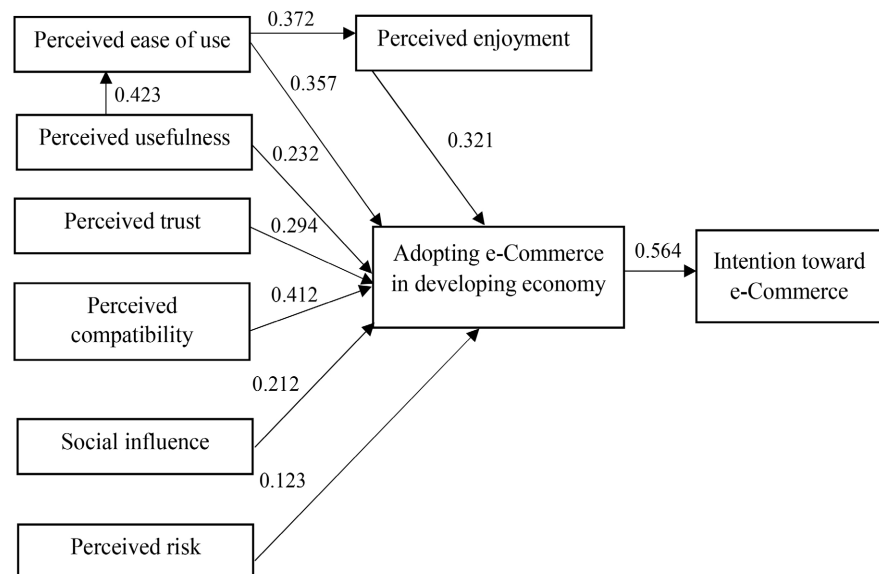 0.372
Perceived ease of use
Perceived enjoyment
0.357
0.423
Perceived usefulness
0.232
0.321
Perceived trust
0.294
Adopting e-Commerce
in developing economy
0.564
Intention toward
e-Commerce
Perceived
compatibility
0.412
0.212
Social influence
0.123
Perceived risk